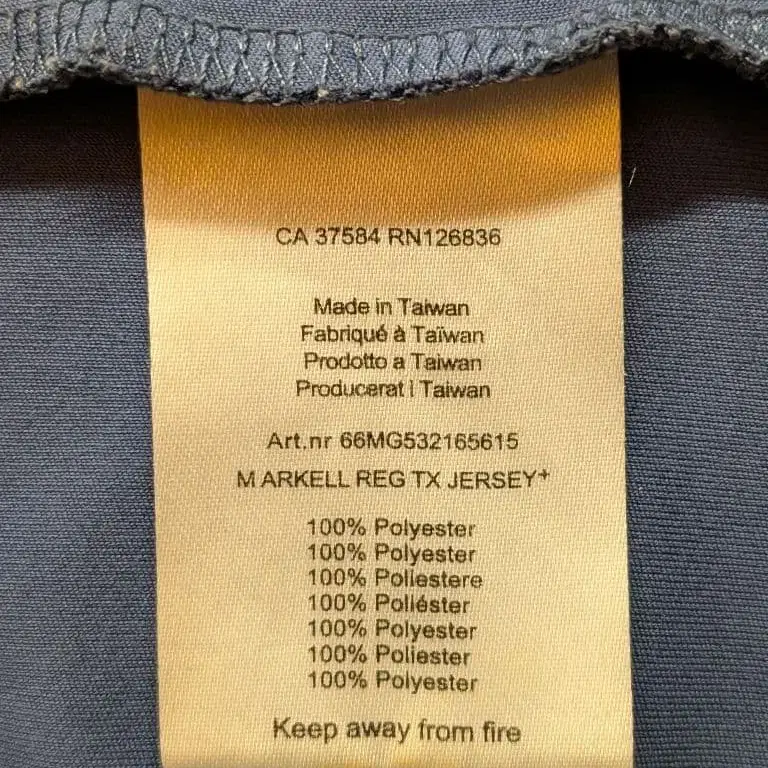 CA 37584 RN126836
Made in Taiwan
Fabriqué à Taïwan
Prodotto a Taiwan
Producerat i Taiwan
Art.nr 66MG532165615
M ARKELL REG TX JERSEY+
100% Polyester
100% Polyester
100% Poliestere
100% Poliéster
100% Polyester
100% Poliester
100% Polyester
Keep away from fire